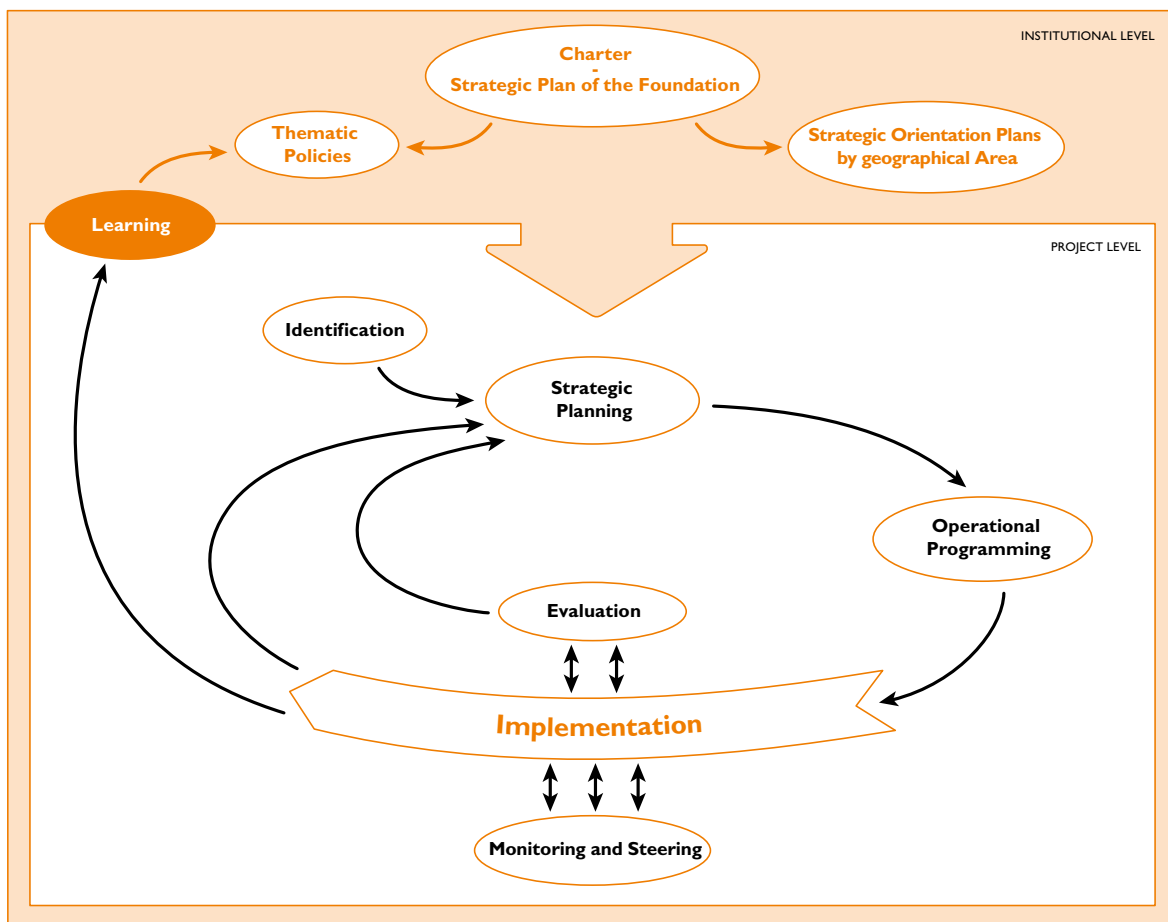 INSTITUTIONAL LEVEL
Charter
-
Strategic Plan of the Foundation
Thematic
Policies
Strategic Orientation Plans
by geographical Area
Learning
PROJECT LEVEL
Identification
Strategic
Planning
Operational
Programming
Evaluation
Implementation
Monitoring and Steering